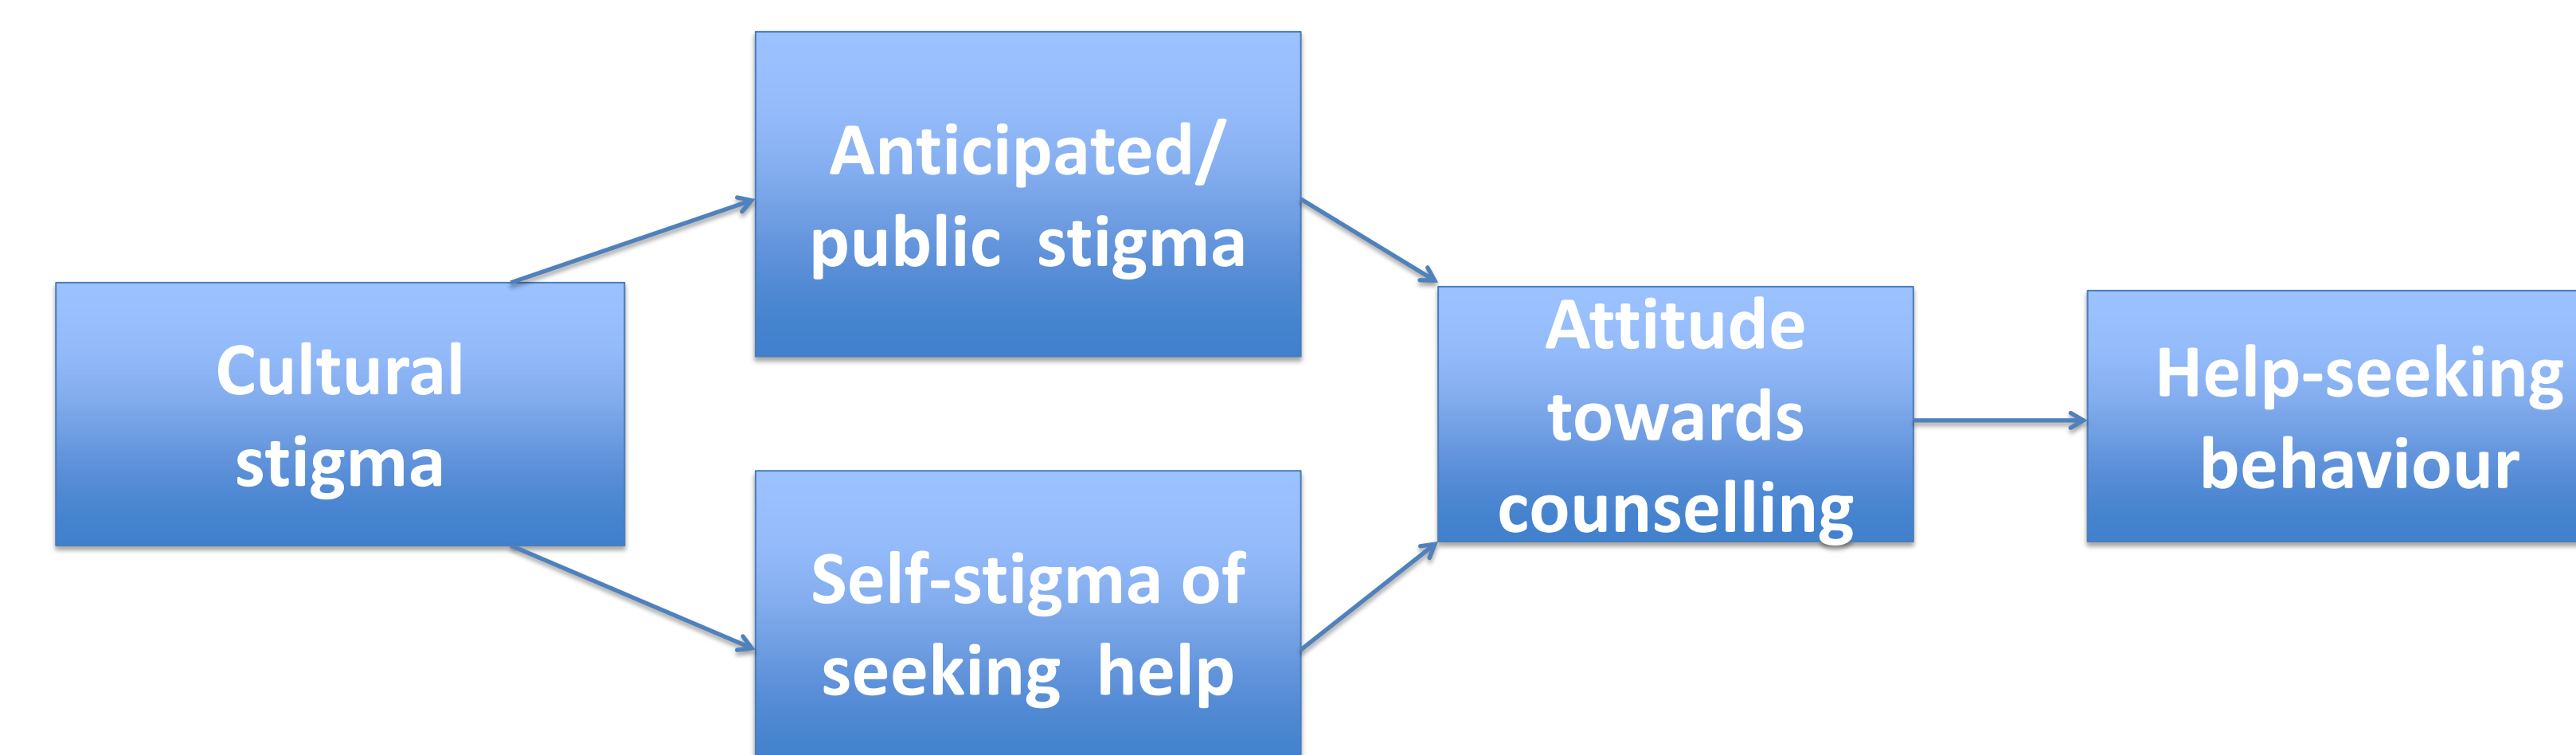 Cultural
stigma
Anticipated/
public  stigma
Self-stigma of
seeking  help
Attitude
towards
counselling
Help-seeking
behaviour